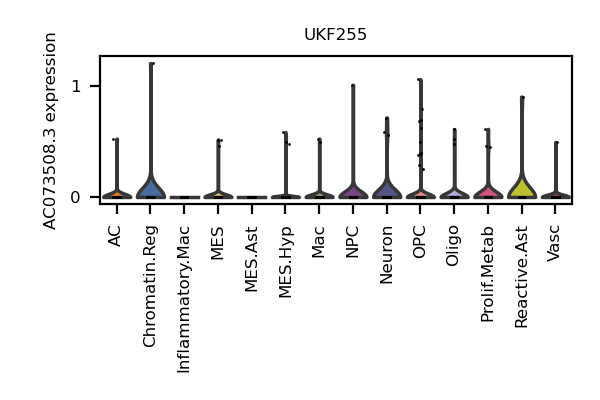 UKF255
AC073508.3 expression
1
0
AC
Chromatin.Reg
Inflammatory.Mac
MES
MES.Ast
MES.Hyp
Mac
NPC
Neuron
OPC
Oligo
Prolif.Metab
Reactive.Ast
Vasc